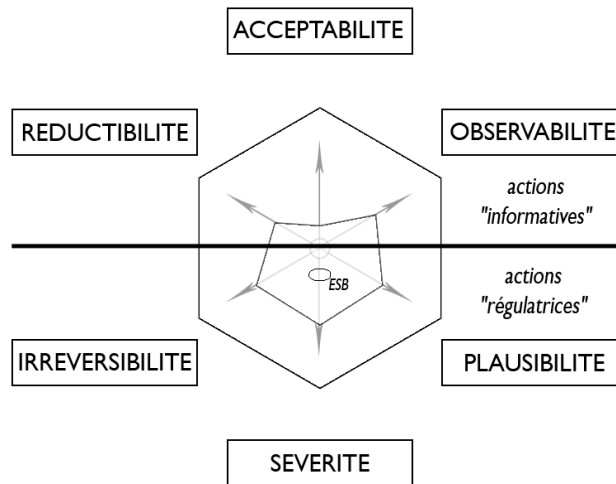 ACCEPTABILITE
REDUCTIBILITE
OBSERVABILITE
actions
"informatives"
ESB
actions
"régulatrices"
IRREVERSIBILITE
PLAUSIBILITE
SEVERITE